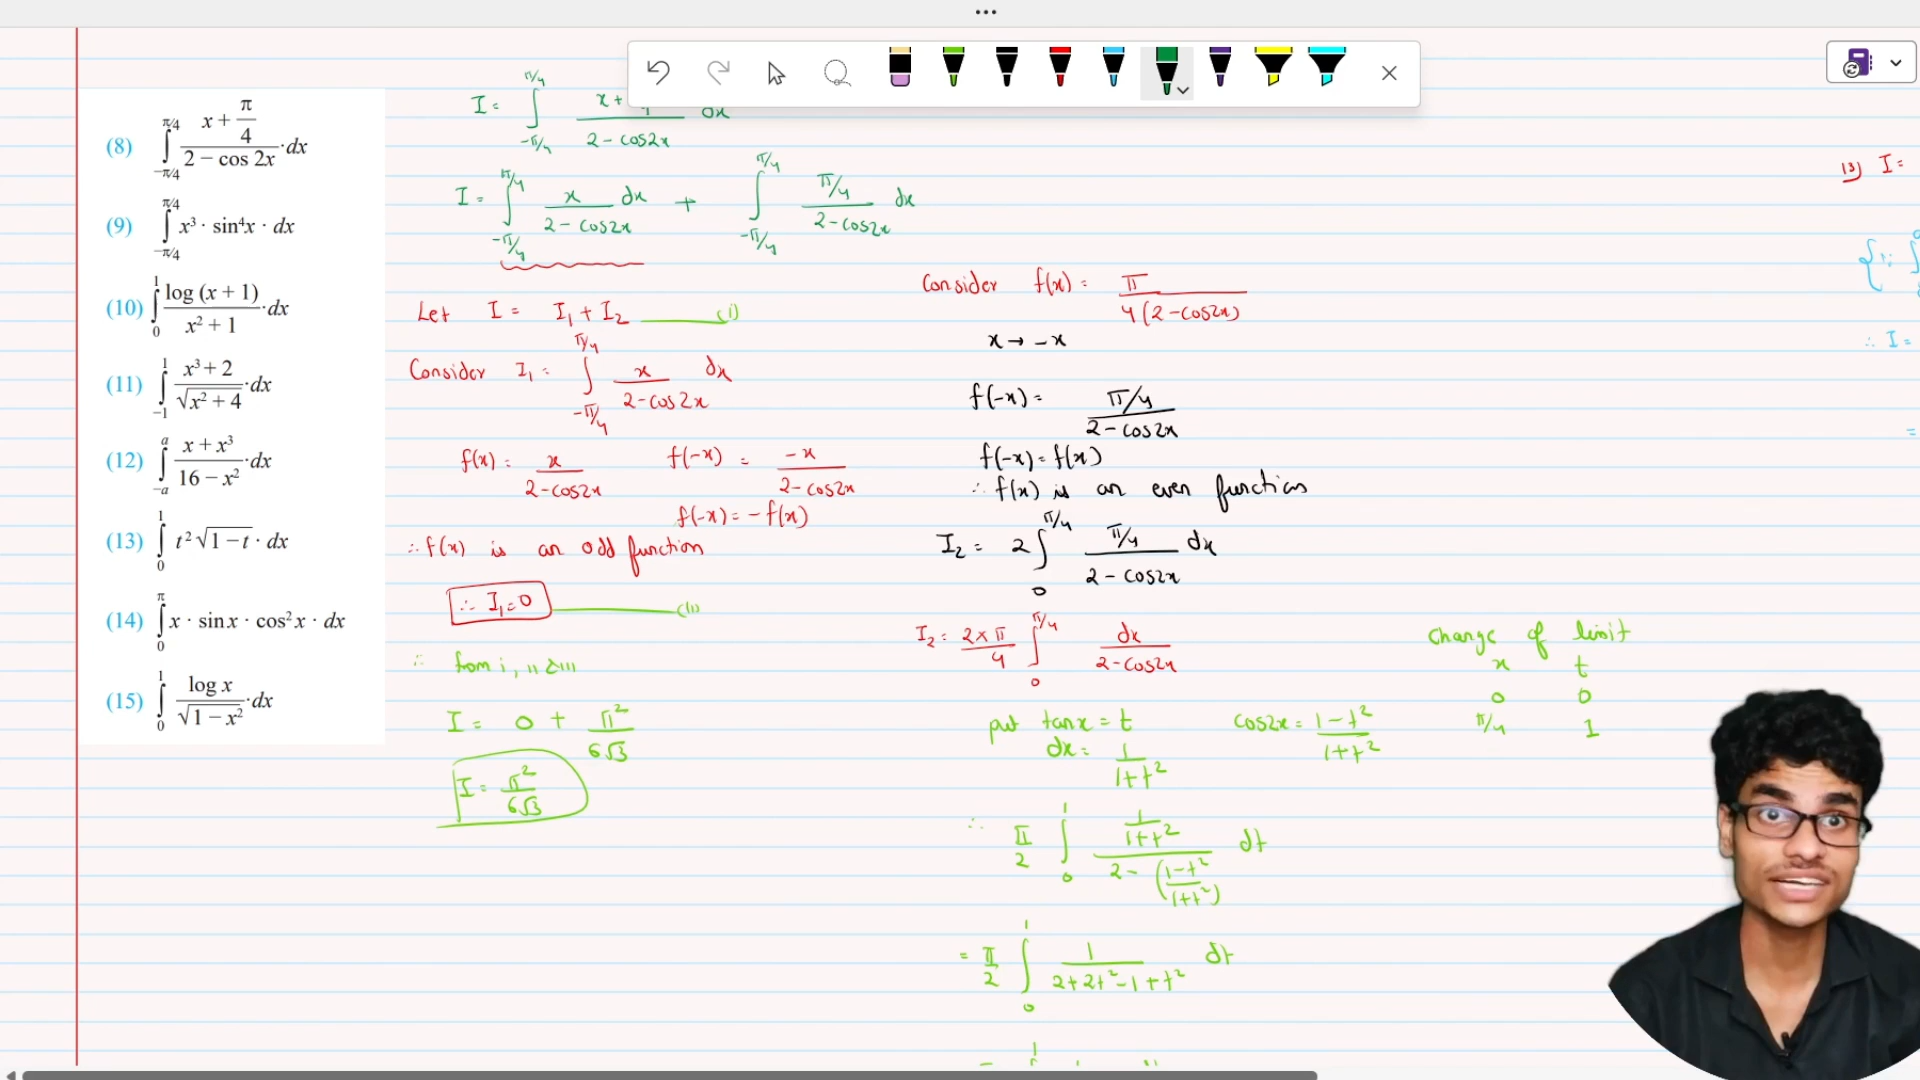 (8) ∫_{-π/4}^{π/4} (x + π/4)/(2 − cos 2x) · dx
(9) ∫_{-π/4}^{π/4} x³ · sin⁴x · dx
(10) ∫_0^1 log (x + 1)/(x² + 1) · dx
(11) ∫_{-1}^1 (x³ + 2)/√(x² + 4) · dx
(12) ∫_{-a}^a (x + x³)/(16 − x²) · dx
(13) ∫_0^1 t² √(1 − t) · dx
(14) ∫_0^π x · sin x · cos² x · dx
(15) ∫_0^1 log x/√(1 − x²) · dx
I = ∫_{-π/4}^{π/4} x + /(2 − cos2x) dx
I = ∫_{-π/4}^{π/4} x/(2 − cos2x) dx + ∫_{-π/4}^{π/4} (π/4)/(2 − cos2x) dx
Let I = I₁ + I₂ (i)
Consider I₁ = ∫_{-π/4}^{π/4} x/(2 − cos2x) dx
f(x) = x/(2 − cos2x) f(−x) = −x/(2 − cos2x)
f(−x) = −f(x)
∴ f(x) is an odd function
∴ I₁ = 0 (ii)
∴ from i, ii & iii
I = 0 + π²/6√3
I = π²/6√3
Consider f(x) = π/4(2 − cos2x)
x → −x
f(−x) = (π/4)/(2 − cos2x)
f(−x) = f(x)
∴ f(x) is an even function
I₂ = 2 ∫_0^{π/4} (π/4)/(2 − cos2x) dx
I₂ = (2 × π)/4 ∫_0^{π/4} dx/(2 − cos2x)
put tanx = t cos2x = (1 − t²)/(1 + t²)
dx = 1/(1 + t²)
change of limit
x t
0 0
π/4 1
∴ π/2 ∫_0^1 (1/(1 + t²))/(2 − ((1 − t²)/(1 + t²))) dt
= π/2 ∫_0^1 1/(2 + 2t² − 1 + t²) dt
13) I =
∴ I =